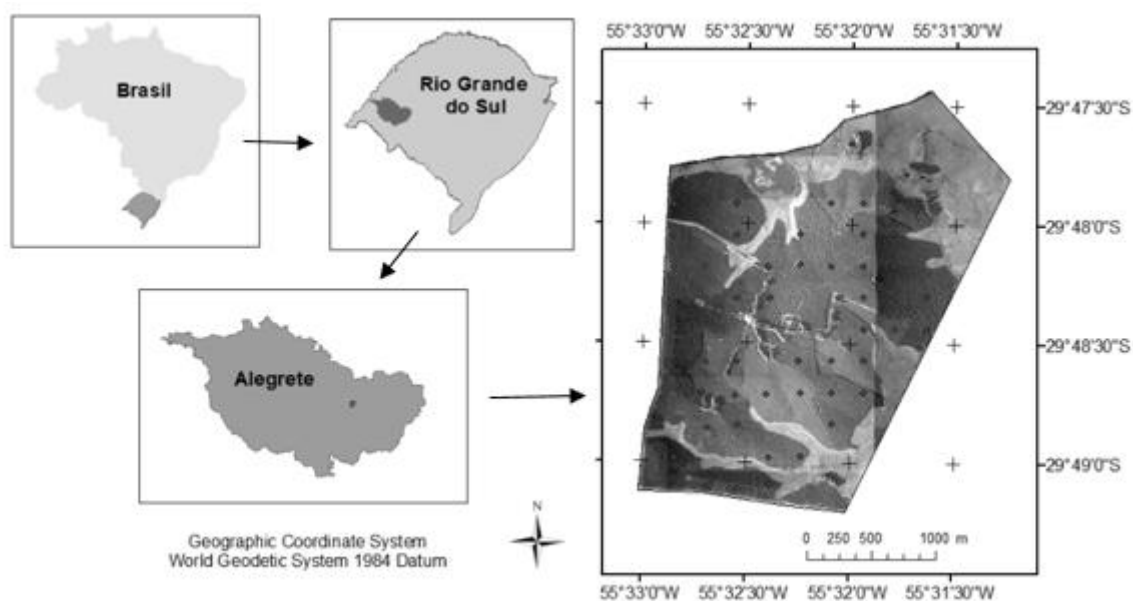 Brasil
Rio Grande
do Sul
Alegrete
Geographic Coordinate System
World Geodetic System 1984 Datum
N
55°33'0"W 55°32'30"W 55°32'0"W 55°31'30"W
29°47'30"S
29°48'0"S
29°48'30"S
29°49'0"S
0 250 500 1000 m
55°33'0"W 55°32'30"W 55°32'0"W 55°31'30"W